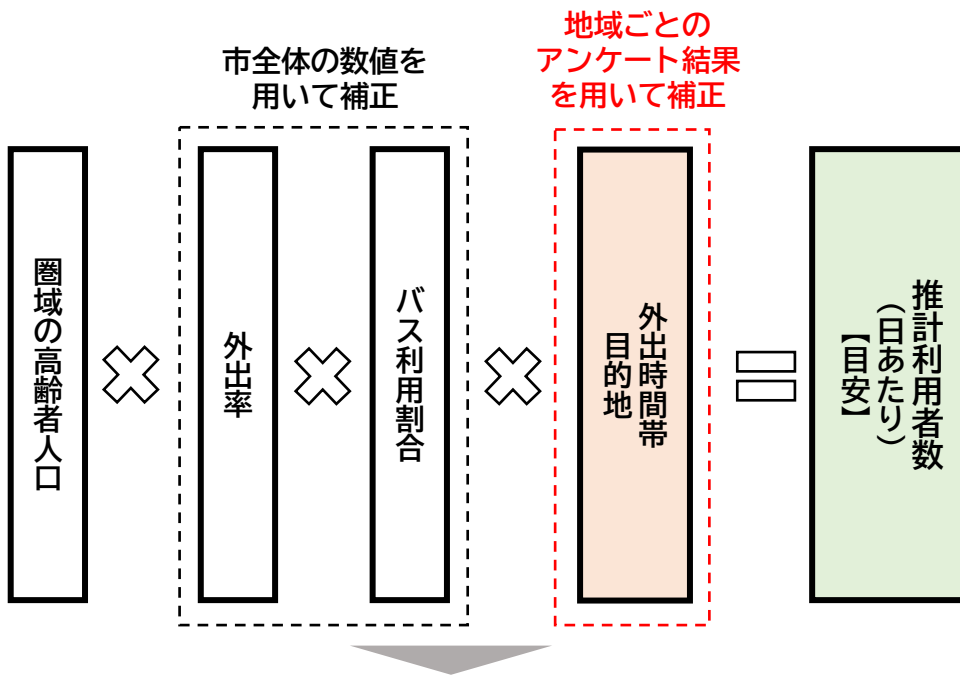 市全体の数値を
用いて補正
地域ごとの
アンケート結果
を用いて補正
圏域の高齢者人口
外出率
バス利用割合
外出時間帯
目的地
推計利用者数
（日あたり）
【目安】